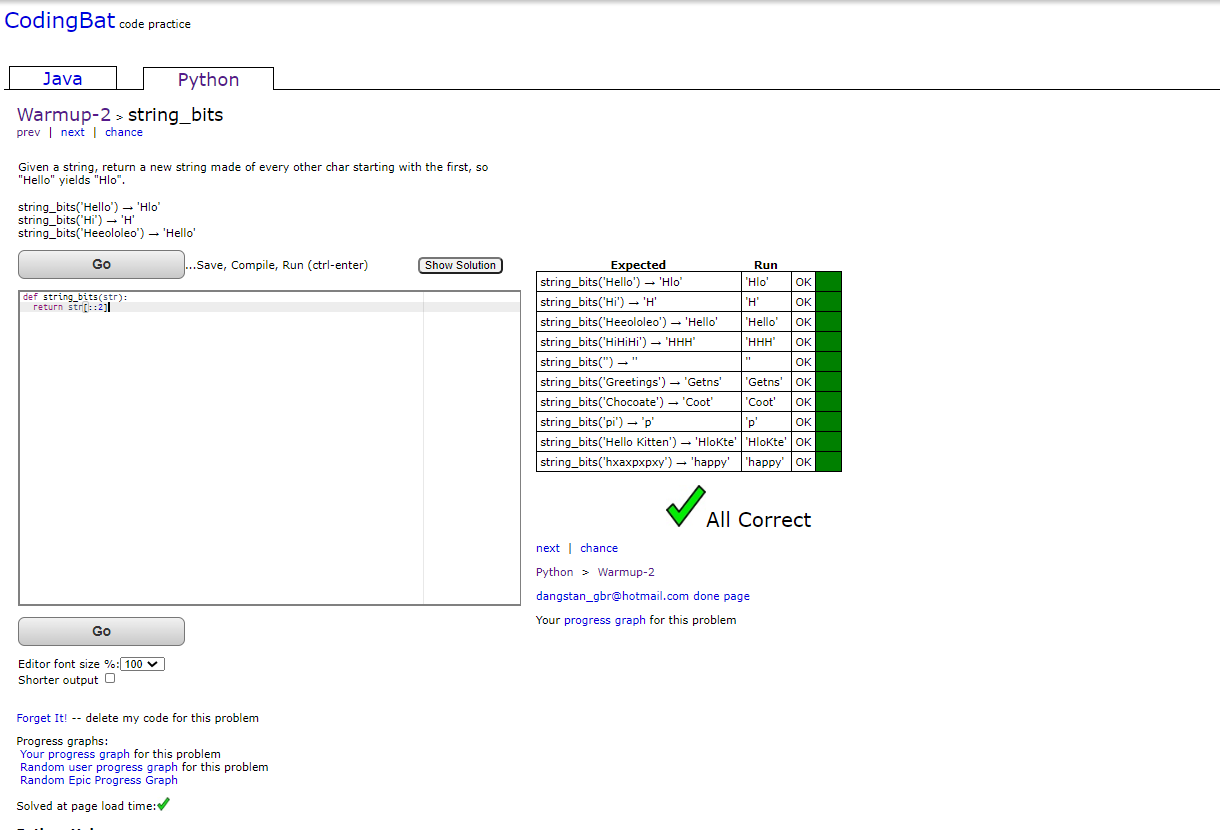 CodingBat code practice
Java
Python
Warmup-2 > string_bits
prev | next | chance
Given a string, return a new string made of every other char starting with the first, so
"Hello" yields "Hlo".
string_bits('Hello') → 'Hlo'
string_bits('Hi') → 'H'
string_bits('Heeololeo') → 'Hello'
Go ...Save, Compile, Run (ctrl-enter) Show Solution
def string_bits(str):
  return str[::2]
Go
Editor font size %: 100
Shorter output
Forget It! -- delete my code for this problem
Progress graphs:
Your progress graph for this problem
Random user progress graph for this problem
Random Epic Progress Graph
Solved at page load time:
Expected Run
string_bits('Hello') → 'Hlo' 'Hlo' OK
string_bits('Hi') → 'H' 'H' OK
string_bits('Heeololeo') → 'Hello' 'Hello' OK
string_bits('HiHiHi') → 'HHH' 'HHH' OK
string_bits('') → '' '' OK
string_bits('Greetings') → 'Getns' 'Getns' OK
string_bits('Chocoate') → 'Coot' 'Coot' OK
string_bits('pi') → 'p' 'p' OK
string_bits('Hello Kitten') → 'HloKte' 'HloKte' OK
string_bits('hxaxpxpxy') → 'happy' 'happy' OK
All Correct
next | chance
Python > Warmup-2
dangstan_gbr@hotmail.com done page
Your progress graph for this problem